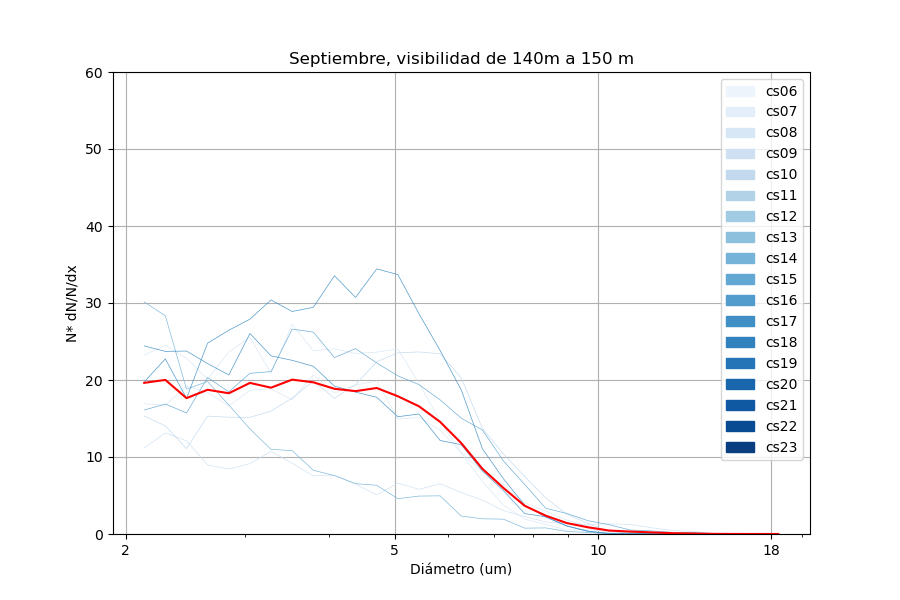 Septiembre, visibilidad de 140m a 150 m
60
50
40
30
20
10
0
N* dN/N/dx
2
5
10
18
Diámetro (um)
cs06
cs07
cs08
cs09
cs10
cs11
cs12
cs13
cs14
cs15
cs16
cs17
cs18
cs19
cs20
cs21
cs22
cs23